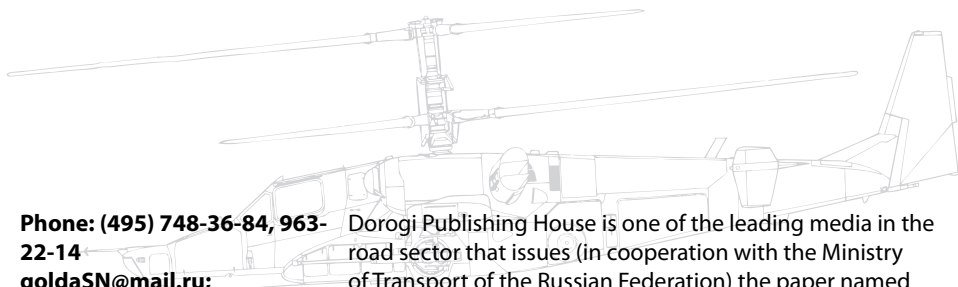 Phone: (495) 748-36-84, 963-
22-14
goldaSN@mail.ru;
Dorogi Publishing House is one of the leading media in the
road sector that issues (in cooperation with the Ministry
of Transport of the Russian Federation) the paper named